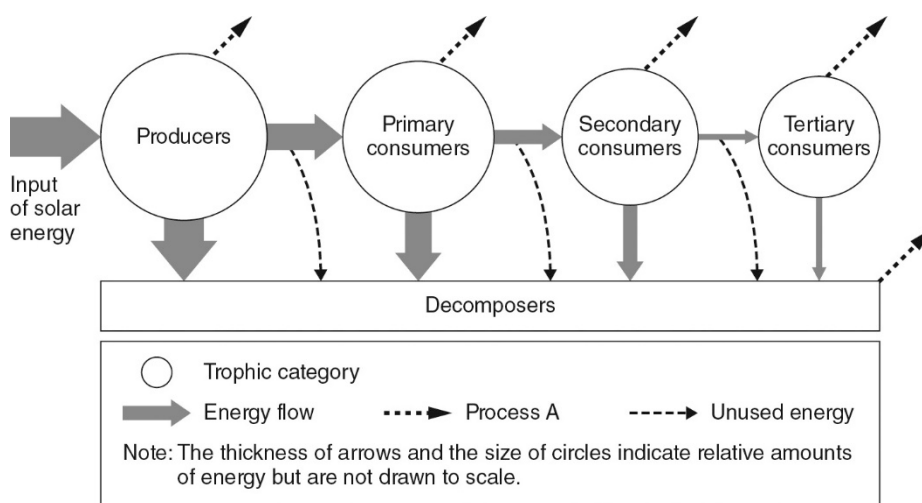 Producers
Primary
consumers
Secondary
consumers
Tertiary
consumers
Input
of solar
energy
Decomposers
Trophic category
Energy flow
Process A
Unused energy
Note: The thickness of arrows and the size of circles indicate relative amounts
of energy but are not drawn to scale.